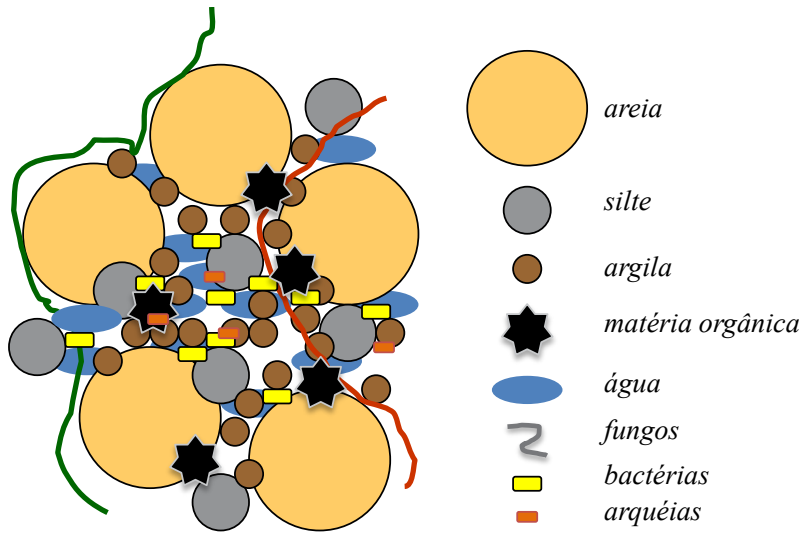 areia
silte
argila
matéria orgânica
água
fungos
bactérias
arquéias